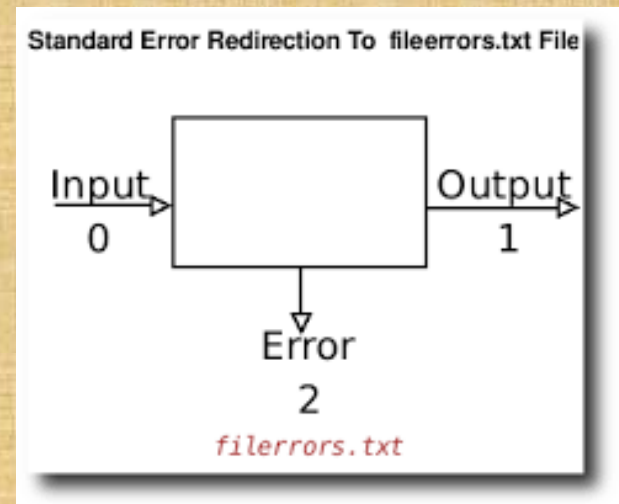 Standard Error Redirection To fileerrors.txt File
Input
0
Output
1
Error
2
filerrors.txt